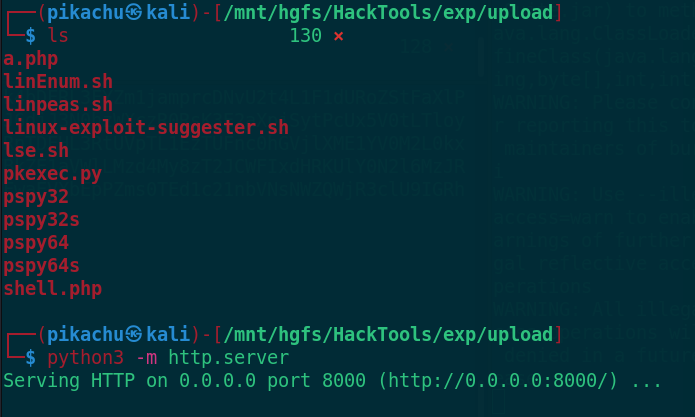 ┌──(pikachu㉿kali)-[/mnt/hgfs/HackTools/exp/upload]
└─$ ls                    130 ⨯
a.php
linEnum.sh
linpeas.sh
linux-exploit-suggester.sh
lse.sh
pkexec.py
pspy32
pspy32s
pspy64
pspy64s
shell.php
┌──(pikachu㉿kali)-[/mnt/hgfs/HackTools/exp/upload]
└─$ python3 -m http.server
Serving HTTP on 0.0.0.0 port 8000 (http://0.0.0.0:8000/) ...